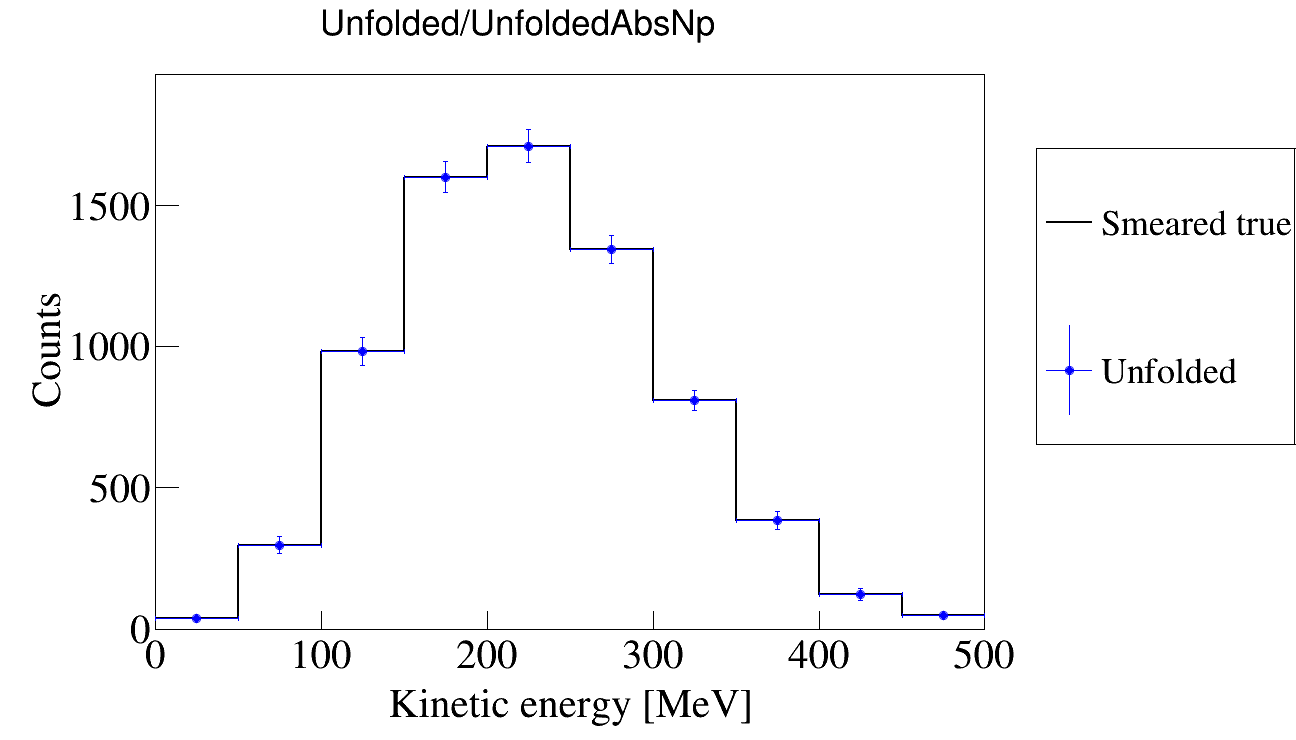 Unfolded/UnfoldedAbsNp
Counts
1500
1000
500
0
0 100 200 300 400 500
Kinetic energy [MeV]
Smeared true
Unfolded